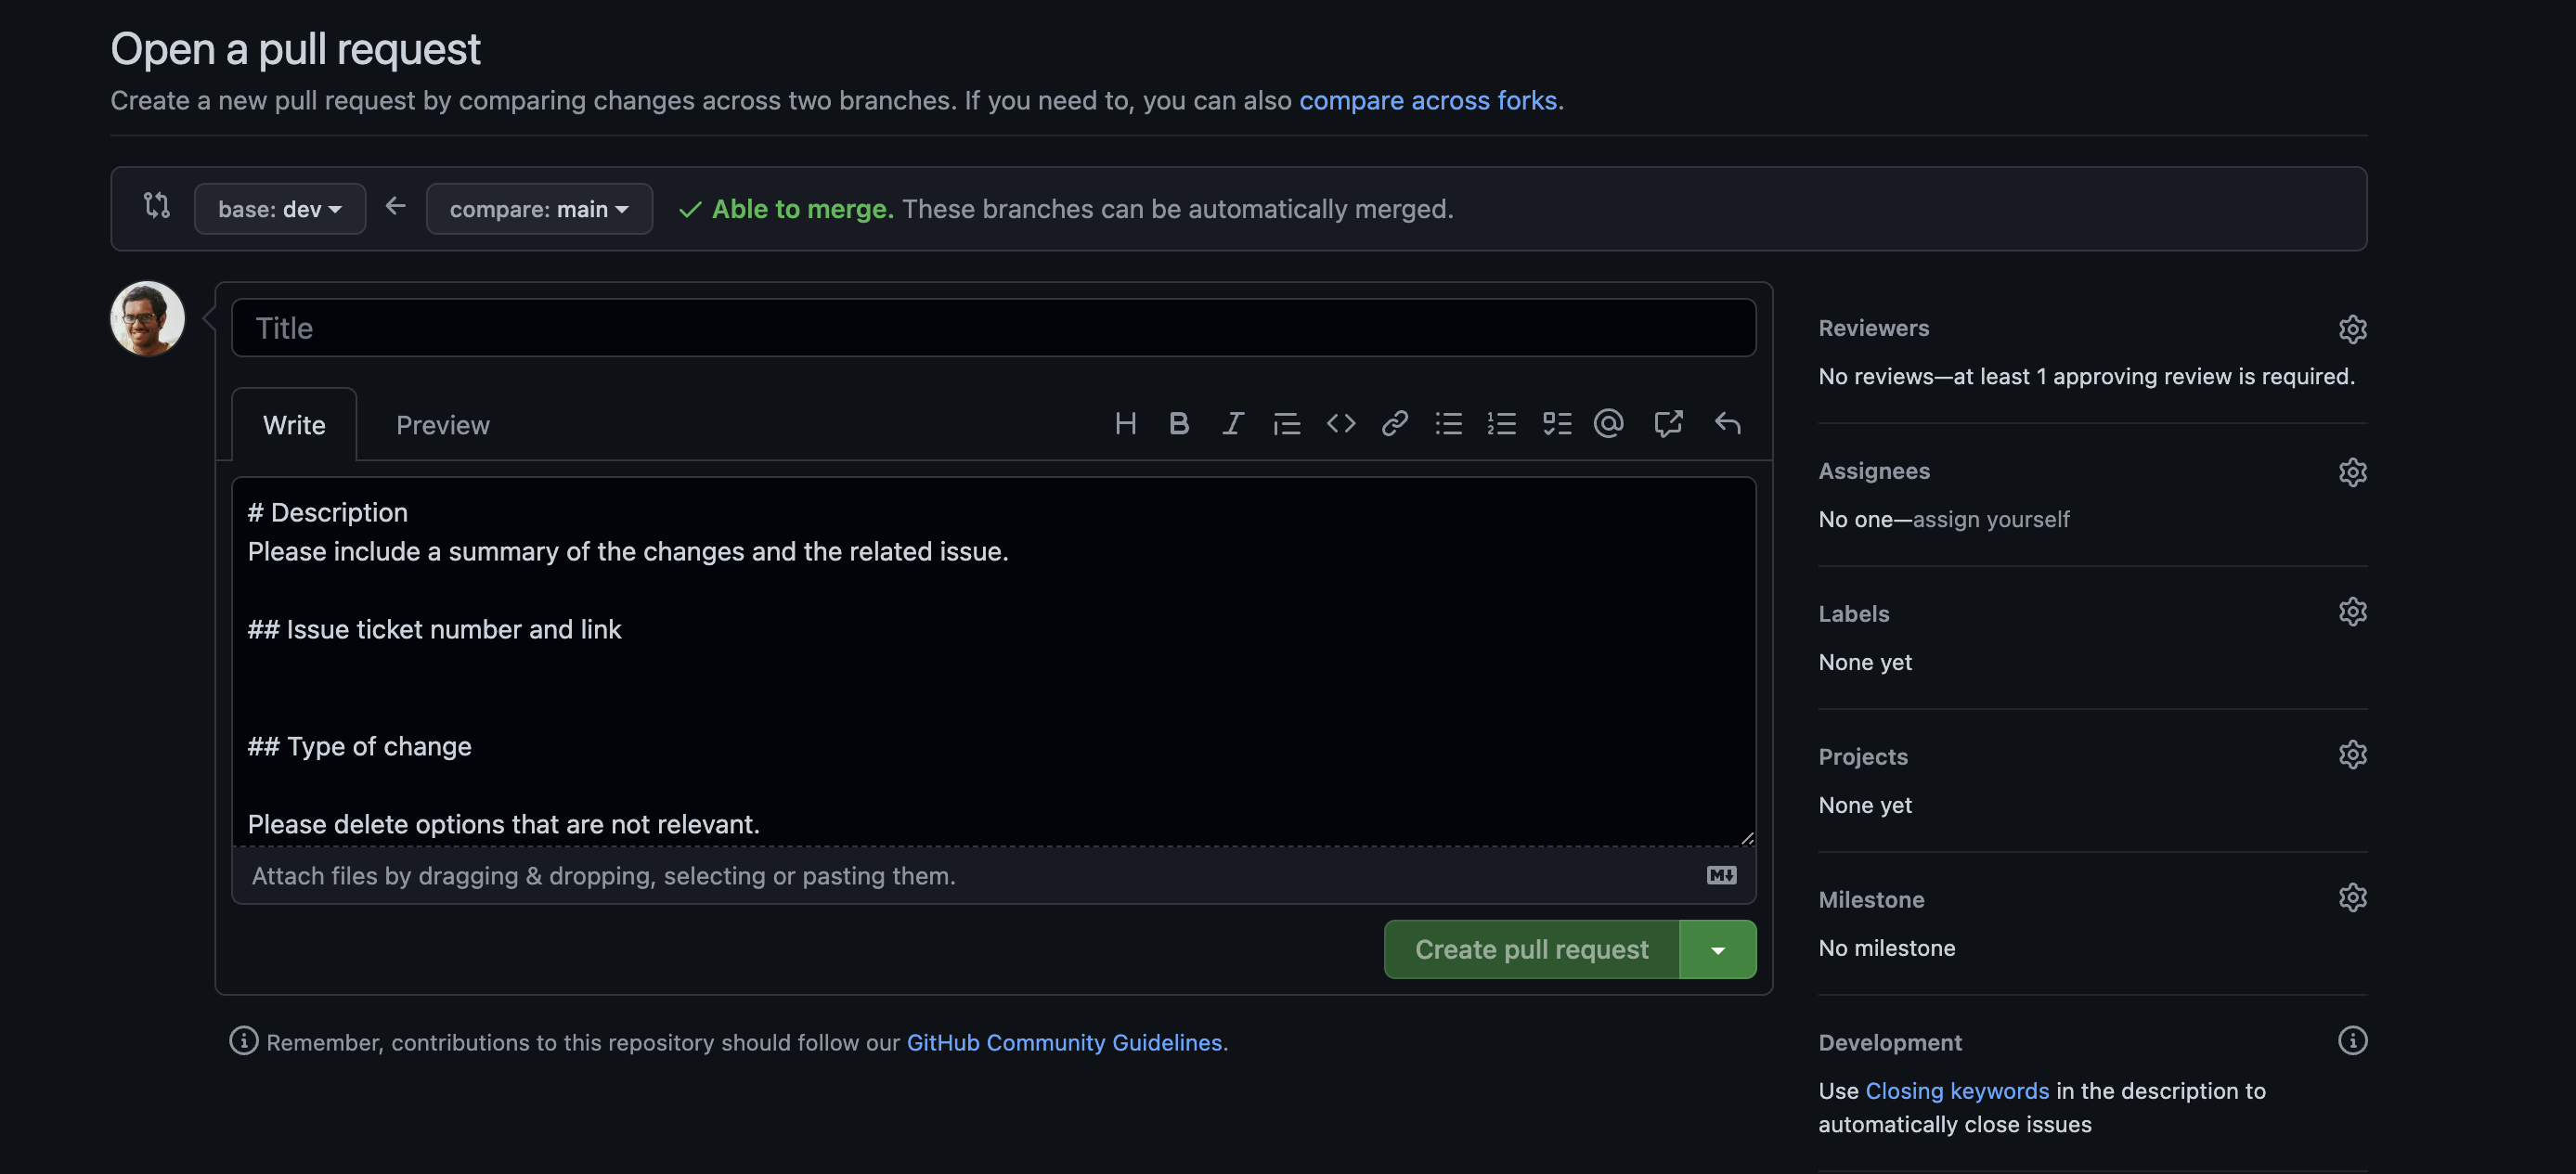 Open a pull request
Create a new pull request by comparing changes across two branches. If you need to, you can also compare across forks.
base: dev
compare: main
Able to merge. These branches can be automatically merged.
Title
Write
Preview
# Description
Please include a summary of the changes and the related issue.
## Issue ticket number and link
## Type of change
Please delete options that are not relevant.
Attach files by dragging & dropping, selecting or pasting them.
Create pull request
Remember, contributions to this repository should follow our GitHub Community Guidelines.
Reviewers
No reviews—at least 1 approving review is required.
Assignees
No one—assign yourself
Labels
None yet
Projects
None yet
Milestone
No milestone
Development
Use Closing keywords in the description to
automatically close issues